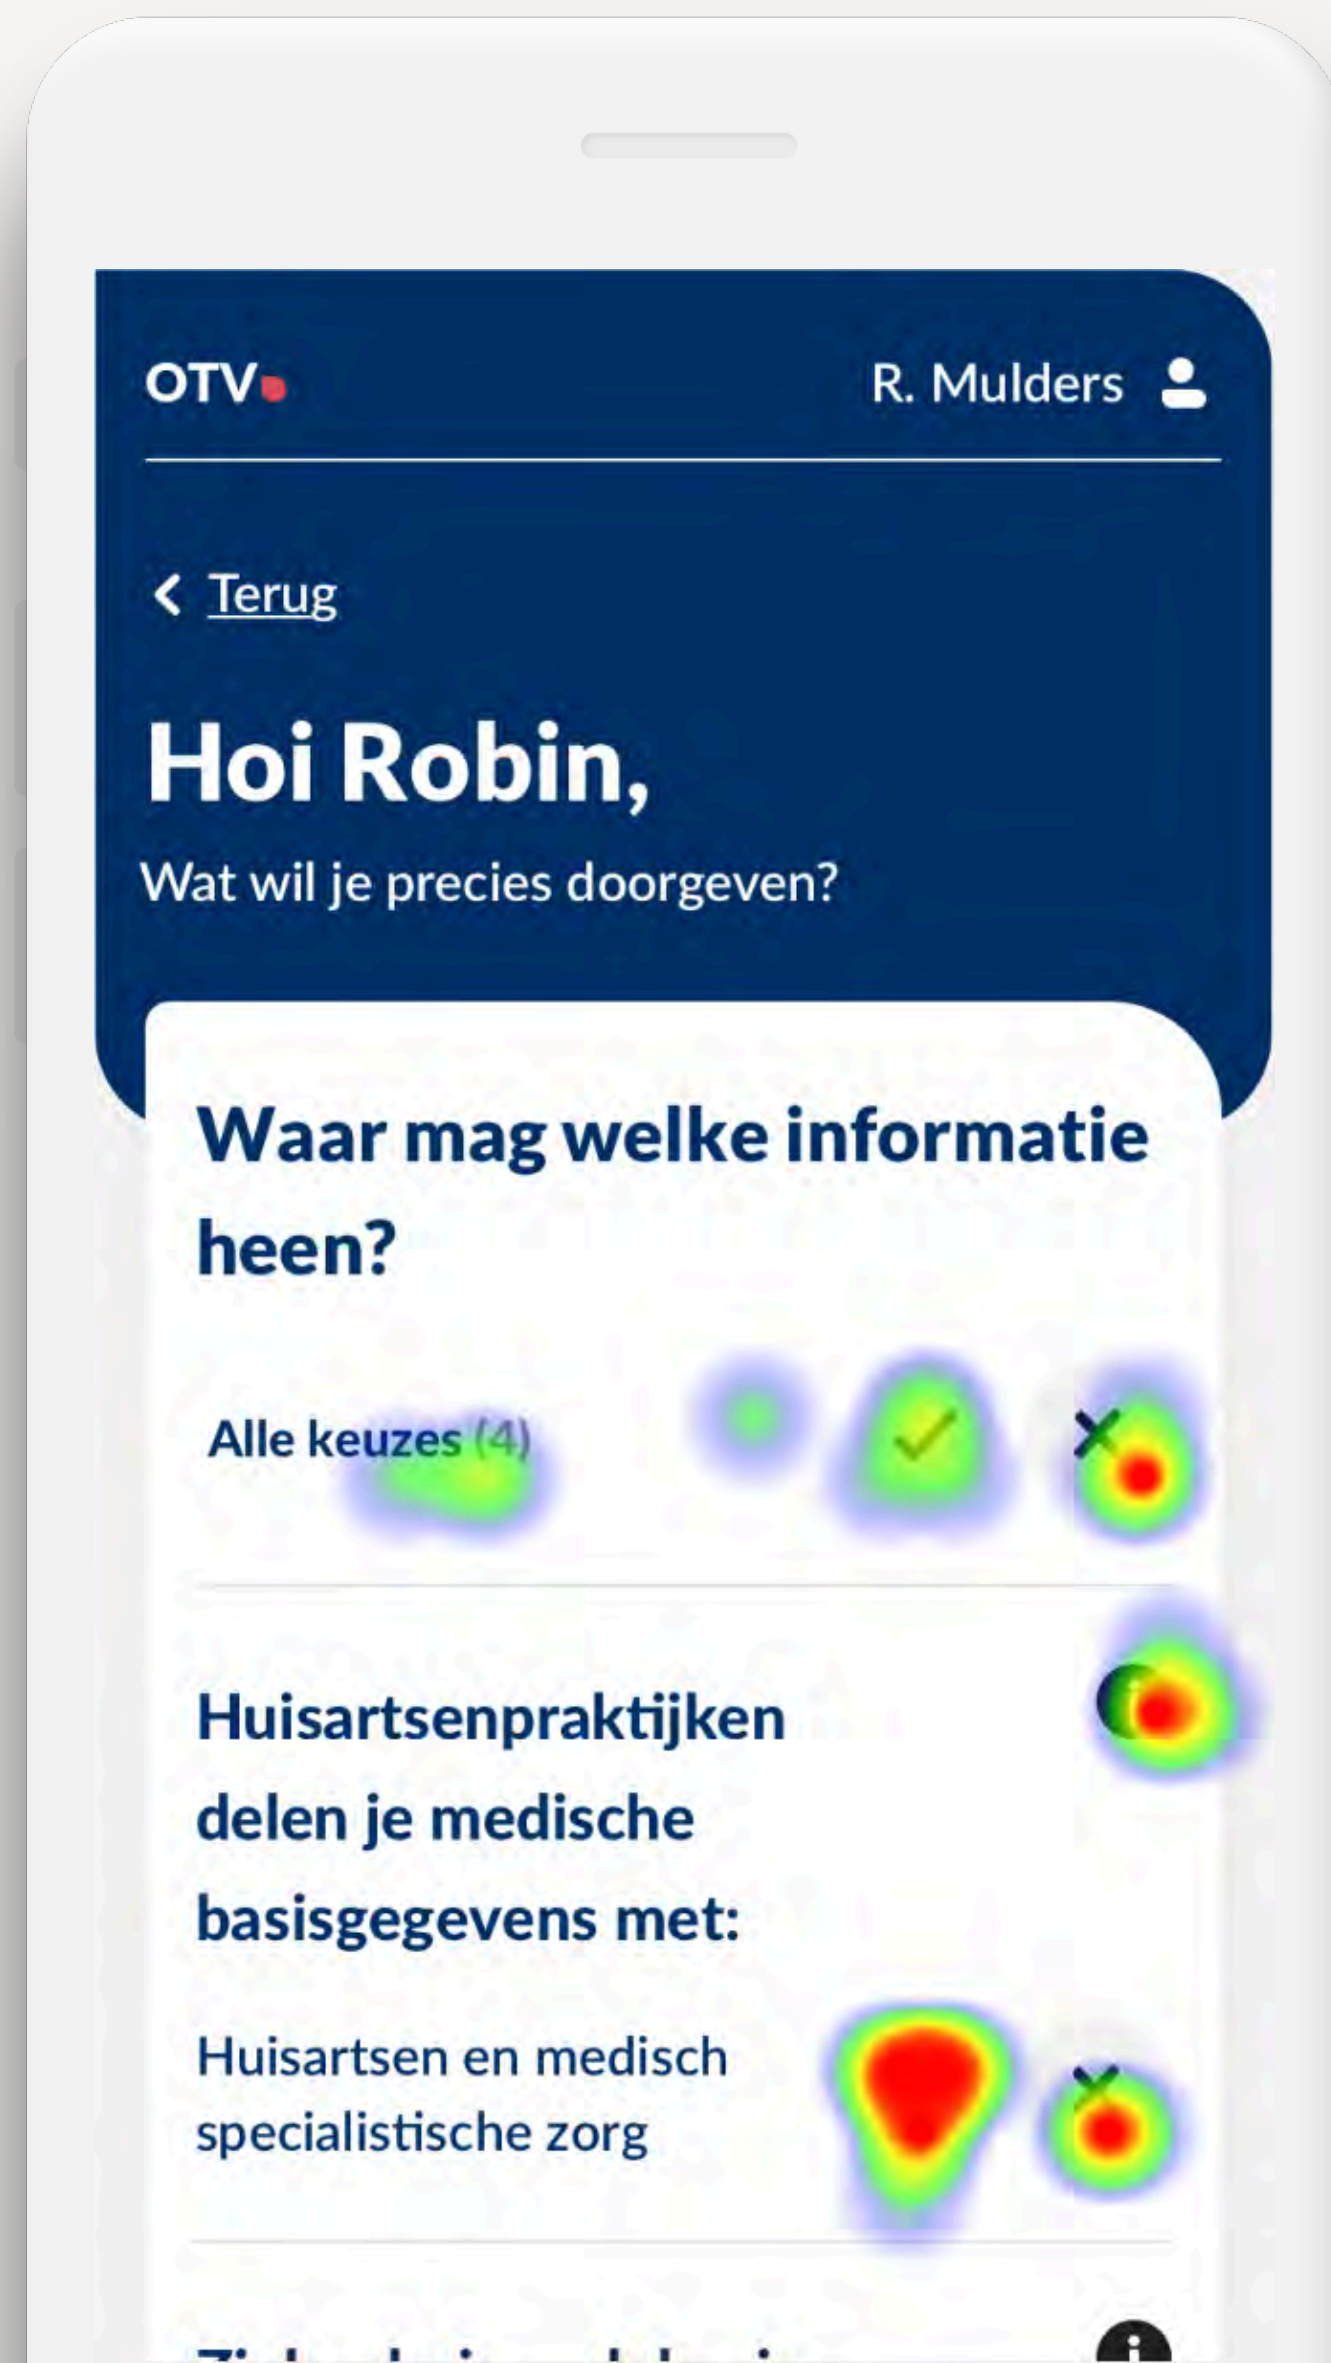 OTV
R. Mulders
Terug
Hoi Robin,
Wat wil je precies doorgeven?
Waar mag welke informatie
heen?
Alle keuzes (4)
Huisartsenpraktijken
delen je medische
basisgegevens met:
Huisartsen en medisch
specialistische zorg